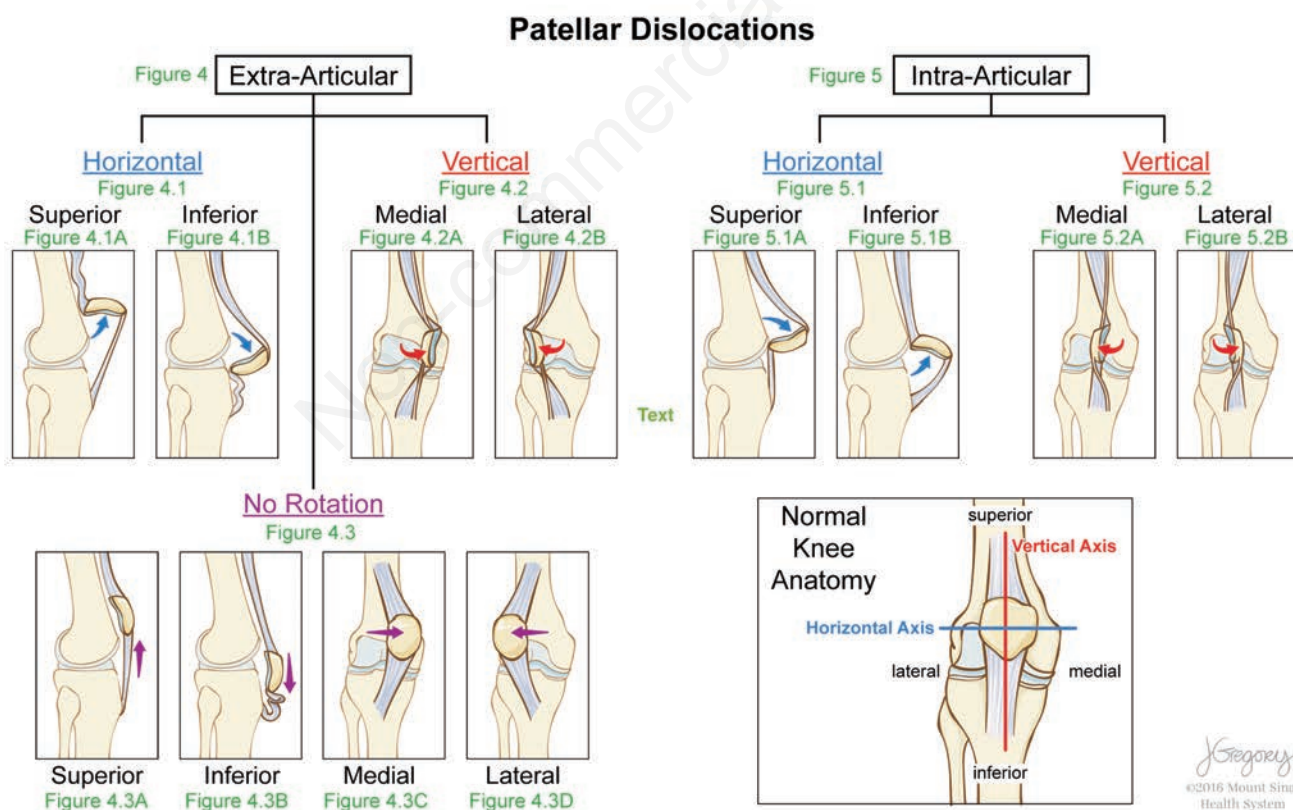 Patellar Dislocations
Figure 4 Extra-Articular
Figure 5 Intra-Articular
Horizontal
Figure 4.1
Vertical
Figure 4.2
Horizontal
Figure 5.1
Vertical
Figure 5.2
Superior
Figure 4.1A
Inferior
Figure 4.1B
Medial
Figure 4.2A
Lateral
Figure 4.2B
Superior
Figure 5.1A
Inferior
Figure 5.1B
Medial
Figure 5.2A
Lateral
Figure 5.2B
Text
No Rotation
Figure 4.3
Superior
Figure 4.3A
Inferior
Figure 4.3B
Medial
Figure 4.3C
Lateral
Figure 4.3D
Normal
Knee
Anatomy
superior
Vertical Axis
Horizontal Axis
lateral
medial
inferior
JGregory
©2016 Mount Sinai
Health System
Non-commercial